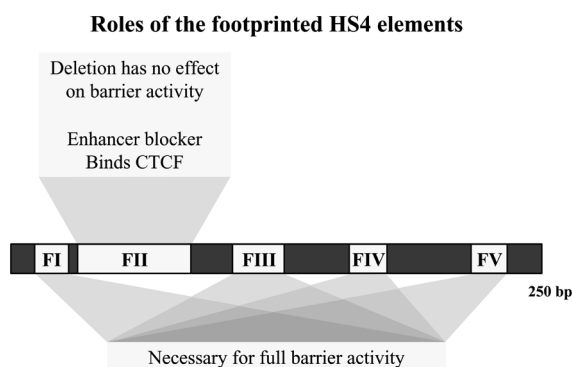 Roles of the footprinted HS4 elements
Deletion has no effect
on barrier activity
Enhancer blocker
Binds CTCF
FI FII FIII FIV FV
250 bp
Necessary for full barrier activity